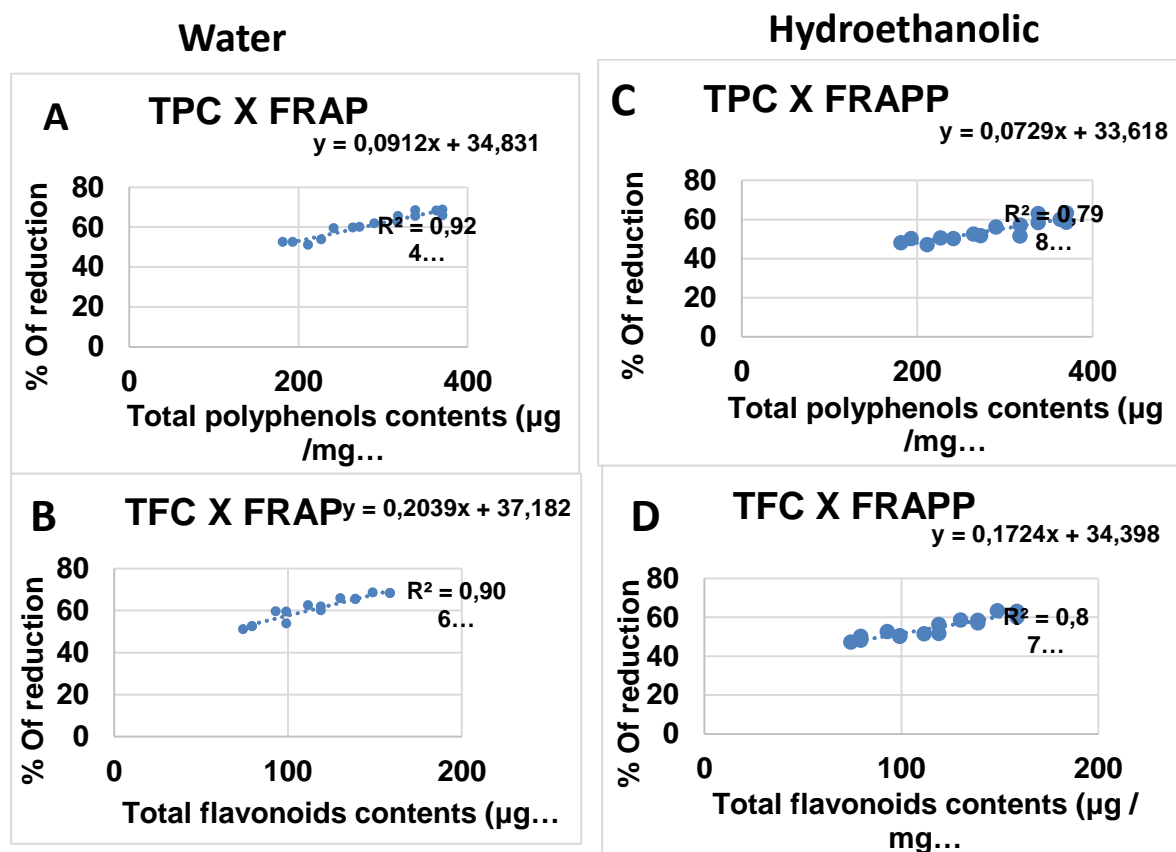 Water
Hydroethanolic
A
TPC X FRAP
y = 0,0912x + 34,831
R² = 0,92
4…
% Of reduction
80
60
40
20
0
0
200
400
Total polyphenols contents (µg
/mg…
C
TPC X FRAPP
y = 0,0729x + 33,618
R² = 0,79
8…
% Of reduction
80
60
40
20
0
0
200
400
Total polyphenols contents (µg
/mg…
B
TFC X FRAP
y = 0,2039x + 37,182
R² = 0,90
6…
% Of reduction
80
60
40
20
0
0
100
200
Total flavonoids contents (µg…
D
TFC X FRAPP
y = 0,1724x + 34,398
R² = 0,8
7…
% Of reduction
80
60
40
20
0
0
100
200
Total flavonoids contents (µg /
mg…